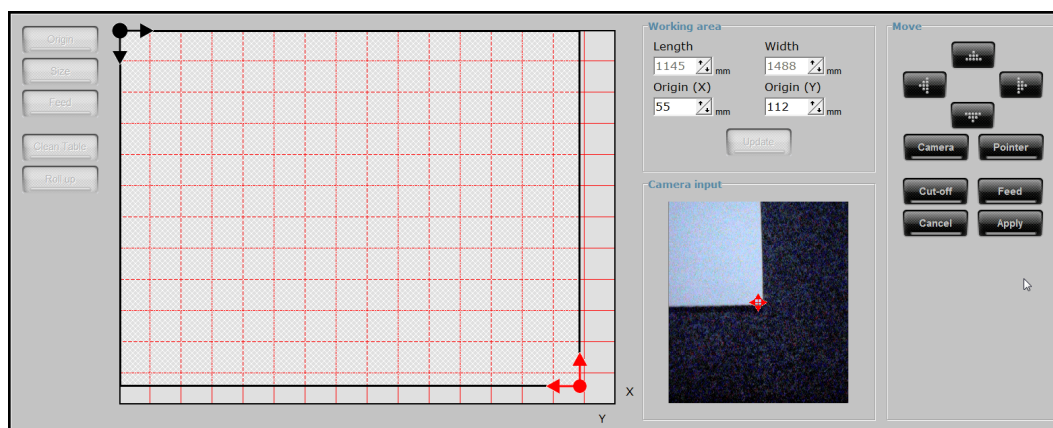 Origin
Size
Feed
Clean Table
Roll up
X
Y
Working area
Length Width
1145 mm 1488 mm
Origin (X) Origin (Y)
55 mm 112 mm
Update
Camera input
Move
Camera Pointer
Cut-off Feed
Cancel Apply